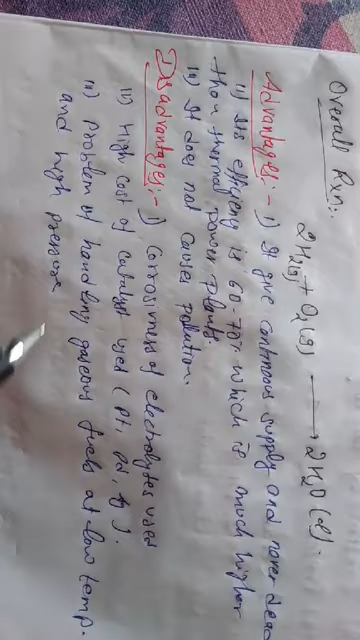 Overall Rxn:
2H₂(g) + O₂(g) ⟶ 2H₂O(l).
Advantages:- i) It give continuous supply and never dead
ii) Its efficieny is 60-70% which is much higher
than thermal power plants.
iii) It does not causes pollution.
Disadvantages:- i) Corrosiveness of electrolytes used
ii) High cost of catalyst used (Pt, Pd, Ag).
iii) Problem of handling gaseous fuels at low temp.
and high pressure